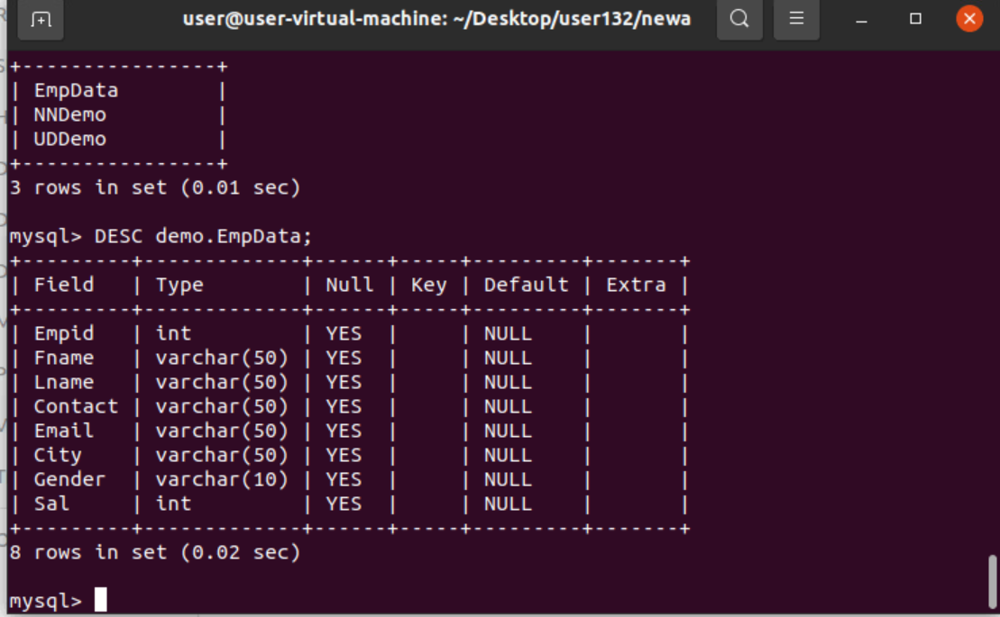 user@user-virtual-machine: ~/Desktop/user132/newa
+----------------+
| EmpData        |
| NNDemo         |
| UDDemo         |
+----------------+
3 rows in set (0.01 sec)
mysql> DESC demo.EmpData;
+---------+-------------+------+-----+---------+-------+
| Field   | Type        | Null | Key | Default | Extra |
+---------+-------------+------+-----+---------+-------+
| Empid   | int         | YES  |     | NULL    |       |
| Fname   | varchar(50) | YES  |     | NULL    |       |
| Lname   | varchar(50) | YES  |     | NULL    |       |
| Contact | varchar(50) | YES  |     | NULL    |       |
| Email   | varchar(50) | YES  |     | NULL    |       |
| City    | varchar(50) | YES  |     | NULL    |       |
| Gender  | varchar(10) | YES  |     | NULL    |       |
| Sal     | int         | YES  |     | NULL    |       |
+---------+-------------+------+-----+---------+-------+
8 rows in set (0.02 sec)
mysql>